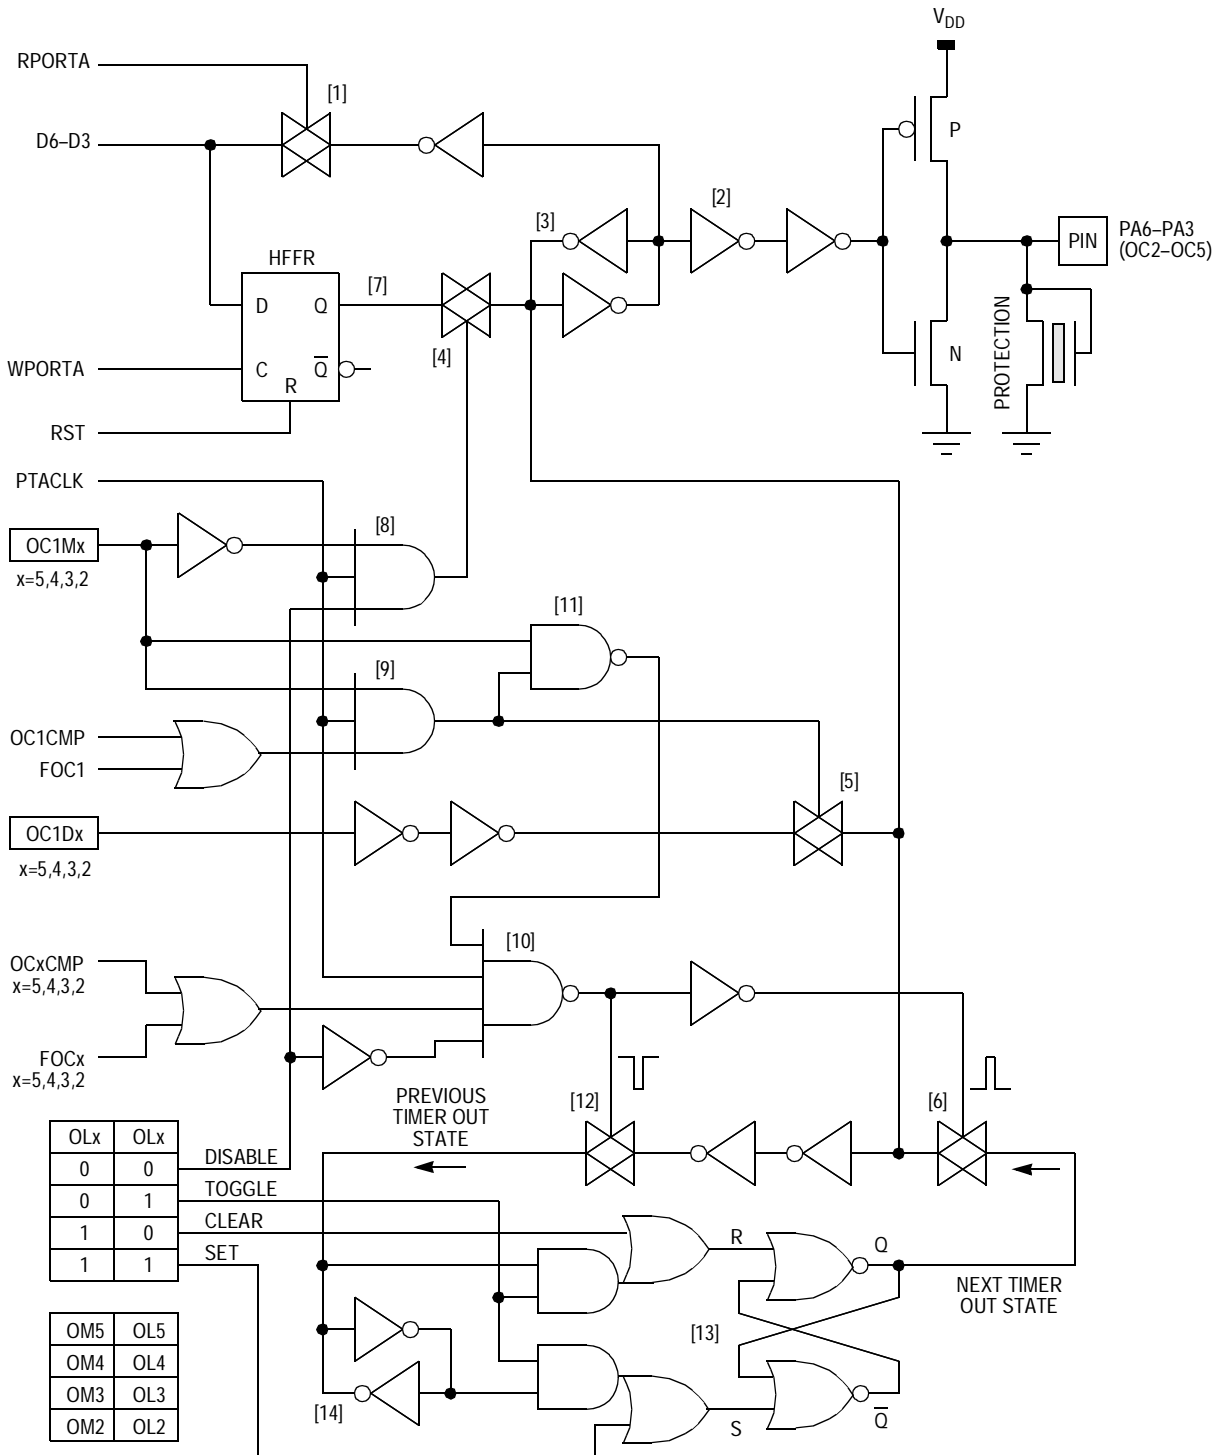 VDD
RPORTA
[1]
D6–D3
P
[2]
[3]
PIN
PA6–PA3
(OC2–OC5)
HFFR
[7]
D
Q
[4]
PROTECTION
N
WPORTA
C
Q
R
RST
PTACLK
[8]
OC1Mx
x=5,4,3,2
[11]
[9]
OC1CMP
FOC1
[5]
OC1Dx
x=5,4,3,2
[10]
OCxCMP
x=5,4,3,2
FOCx
x=5,4,3,2
PREVIOUS
TIMER OUT
STATE
[12]
[6]
OLx OLx
0 0
DISABLE
0 1
TOGGLE
1 0
CLEAR
1 1
SET
R
Q
NEXT TIMER
OUT STATE
[13]
OM5 OL5
OM4 OL4
OM3 OL3
OM2 OL2
[14]
S
Q